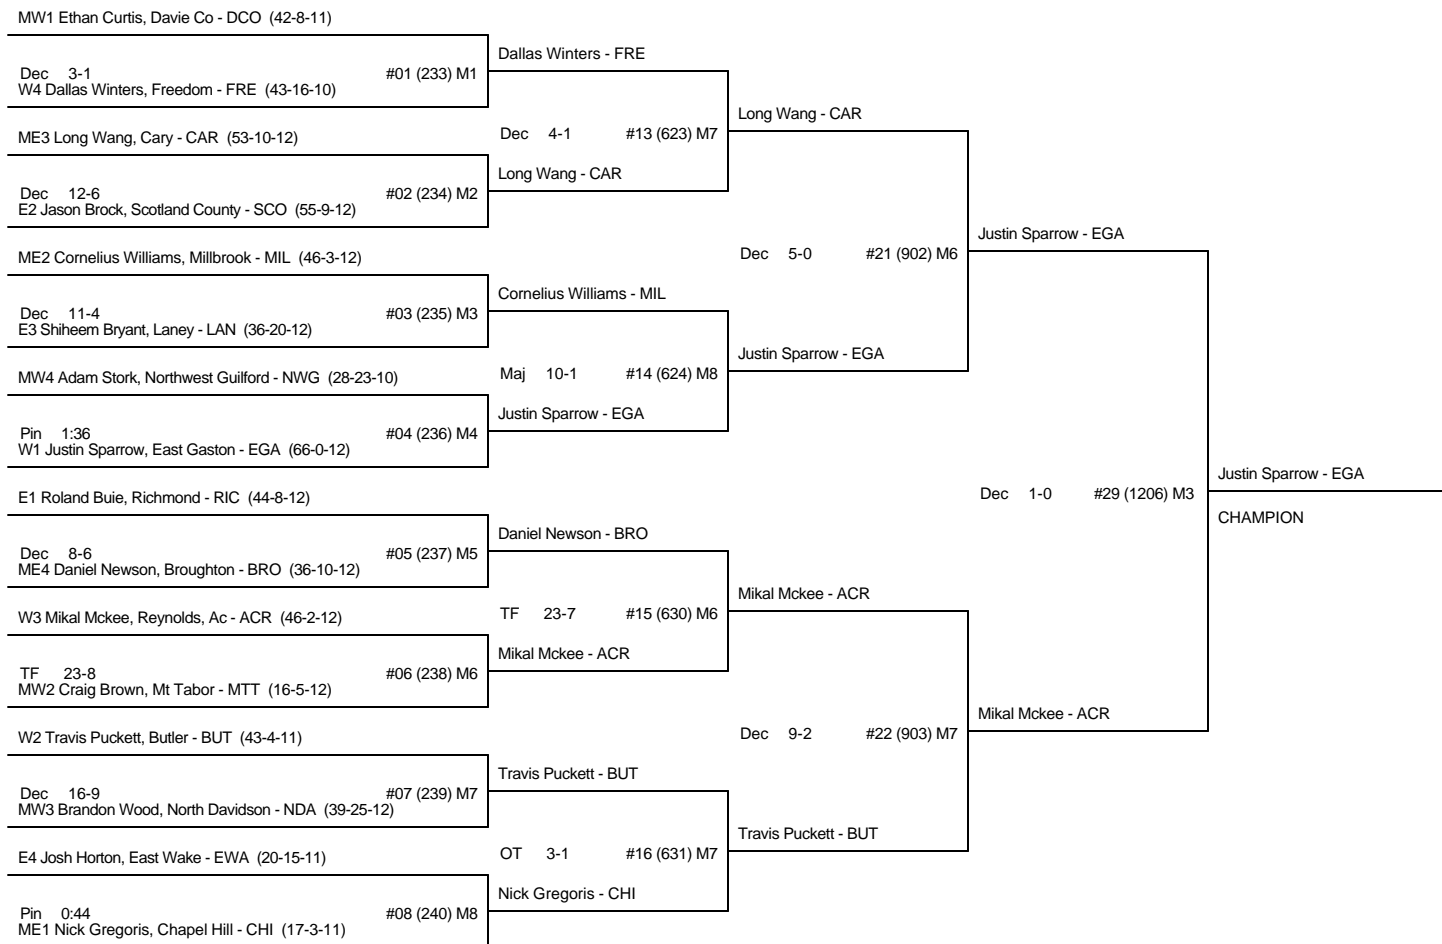 MW1 Ethan Curtis, Davie Co - DCO (42-8-11)
Dec 3-1 #01 (233) M1
W4 Dallas Winters, Freedom - FRE (43-16-10)
ME3 Long Wang, Cary - CAR (53-10-12)
Dec 12-6 #02 (234) M2
E2 Jason Brock, Scotland County - SCO (55-9-12)
ME2 Cornelius Williams, Millbrook - MIL (46-3-12)
Dec 11-4 #03 (235) M3
E3 Shiheem Bryant, Laney - LAN (36-20-12)
MW4 Adam Stork, Northwest Guilford - NWG (28-23-10)
Pin 1:36 #04 (236) M4
W1 Justin Sparrow, East Gaston - EGA (66-0-12)
E1 Roland Buie, Richmond - RIC (44-8-12)
Dec 8-6 #05 (237) M5
ME4 Daniel Newson, Broughton - BRO (36-10-12)
W3 Mikal Mckee, Reynolds, Ac - ACR (46-2-12)
TF 23-8 #06 (238) M6
MW2 Craig Brown, Mt Tabor - MTT (16-5-12)
W2 Travis Puckett, Butler - BUT (43-4-11)
Dec 16-9 #07 (239) M7
MW3 Brandon Wood, North Davidson - NDA (39-25-12)
E4 Josh Horton, East Wake - EWA (20-15-11)
Pin 0:44 #08 (240) M8
ME1 Nick Gregoris, Chapel Hill - CHI (17-3-11)
Dallas Winters - FRE
Dec 4-1 #13 (623) M7
Long Wang - CAR
Cornelius Williams - MIL
Maj 10-1 #14 (624) M8
Justin Sparrow - EGA
Daniel Newson - BRO
TF 23-7 #15 (630) M6
Mikal Mckee - ACR
Travis Puckett - BUT
OT 3-1 #16 (631) M7
Nick Gregoris - CHI
Long Wang - CAR
Dec 5-0 #21 (902) M6
Justin Sparrow - EGA
Mikal Mckee - ACR
Dec 9-2 #22 (903) M7
Travis Puckett - BUT
Justin Sparrow - EGA
Dec 1-0 #29 (1206) M3
Mikal Mckee - ACR
Justin Sparrow - EGA
CHAMPION